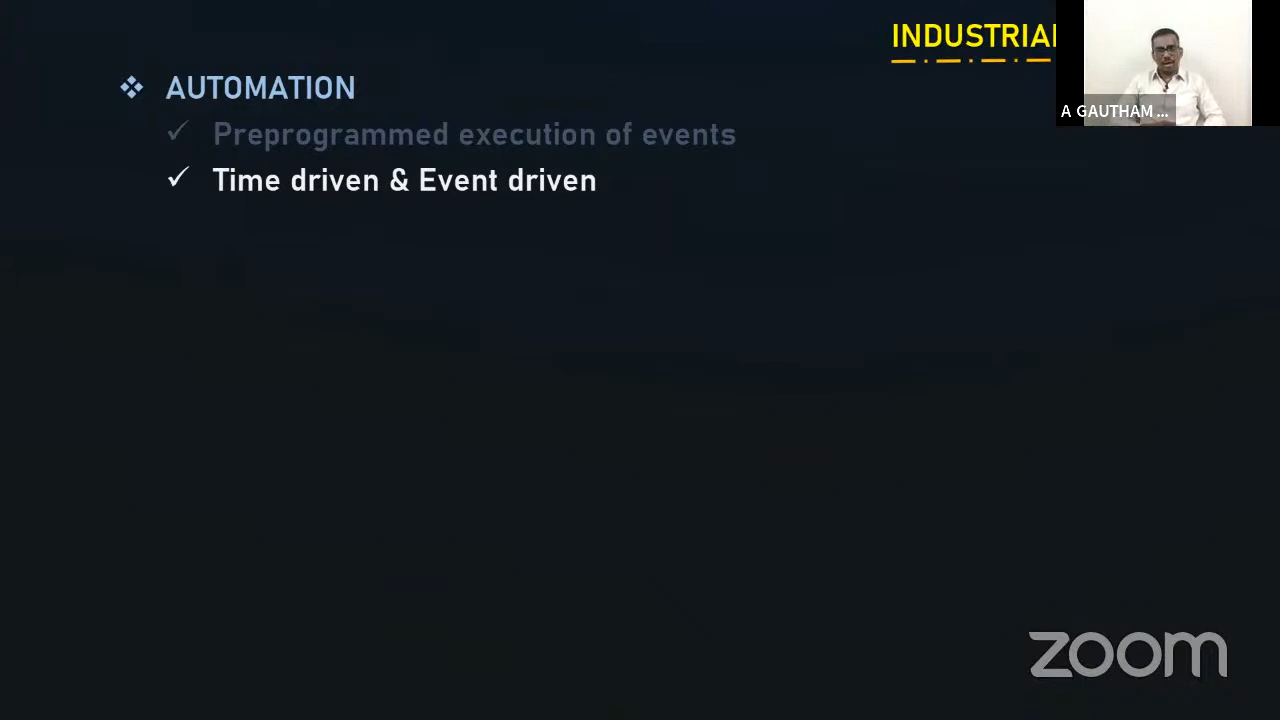 INDUSTRIAL
AUTOMATION
Preprogrammed execution of events
Time driven & Event driven
A GAUTHAM ...
zoom